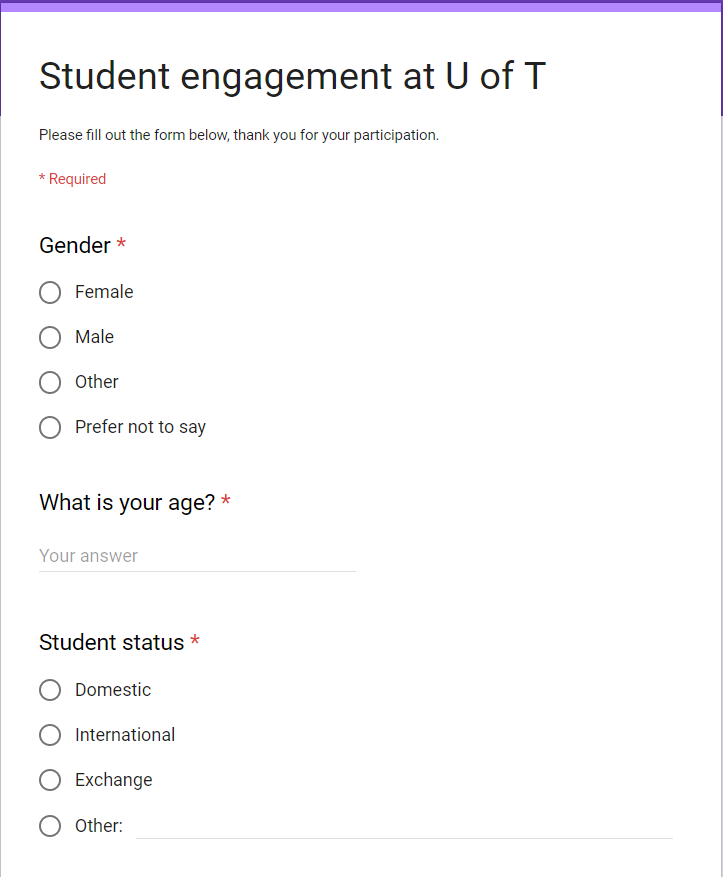 Student engagement at U of T
Please fill out the form below, thank you for your participation.
* Required
Gender *
Female
Male
Other
Prefer not to say
What is your age? *
Your answer
Student status *
Domestic
International
Exchange
Other: